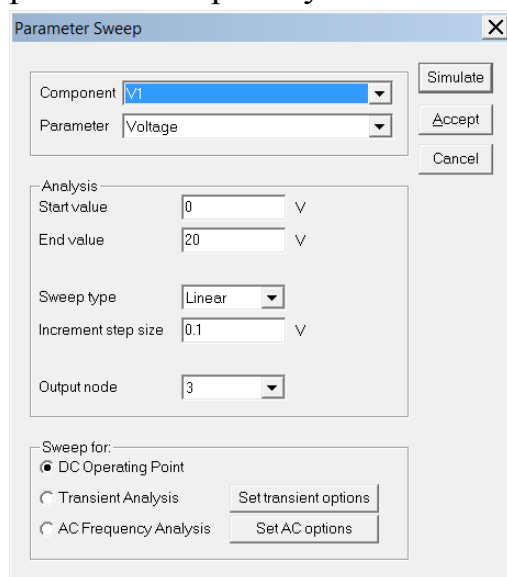 Parameter Sweep
Component V1
Parameter Voltage
Simulate
Accept
Cancel
Analysis
Start value 0 V
End value 20 V
Sweep type Linear
Increment step size 0.1 V
Output node 3
Sweep for:
DC Operating Point
Transient Analysis Set transient options
AC Frequency Analysis Set AC options